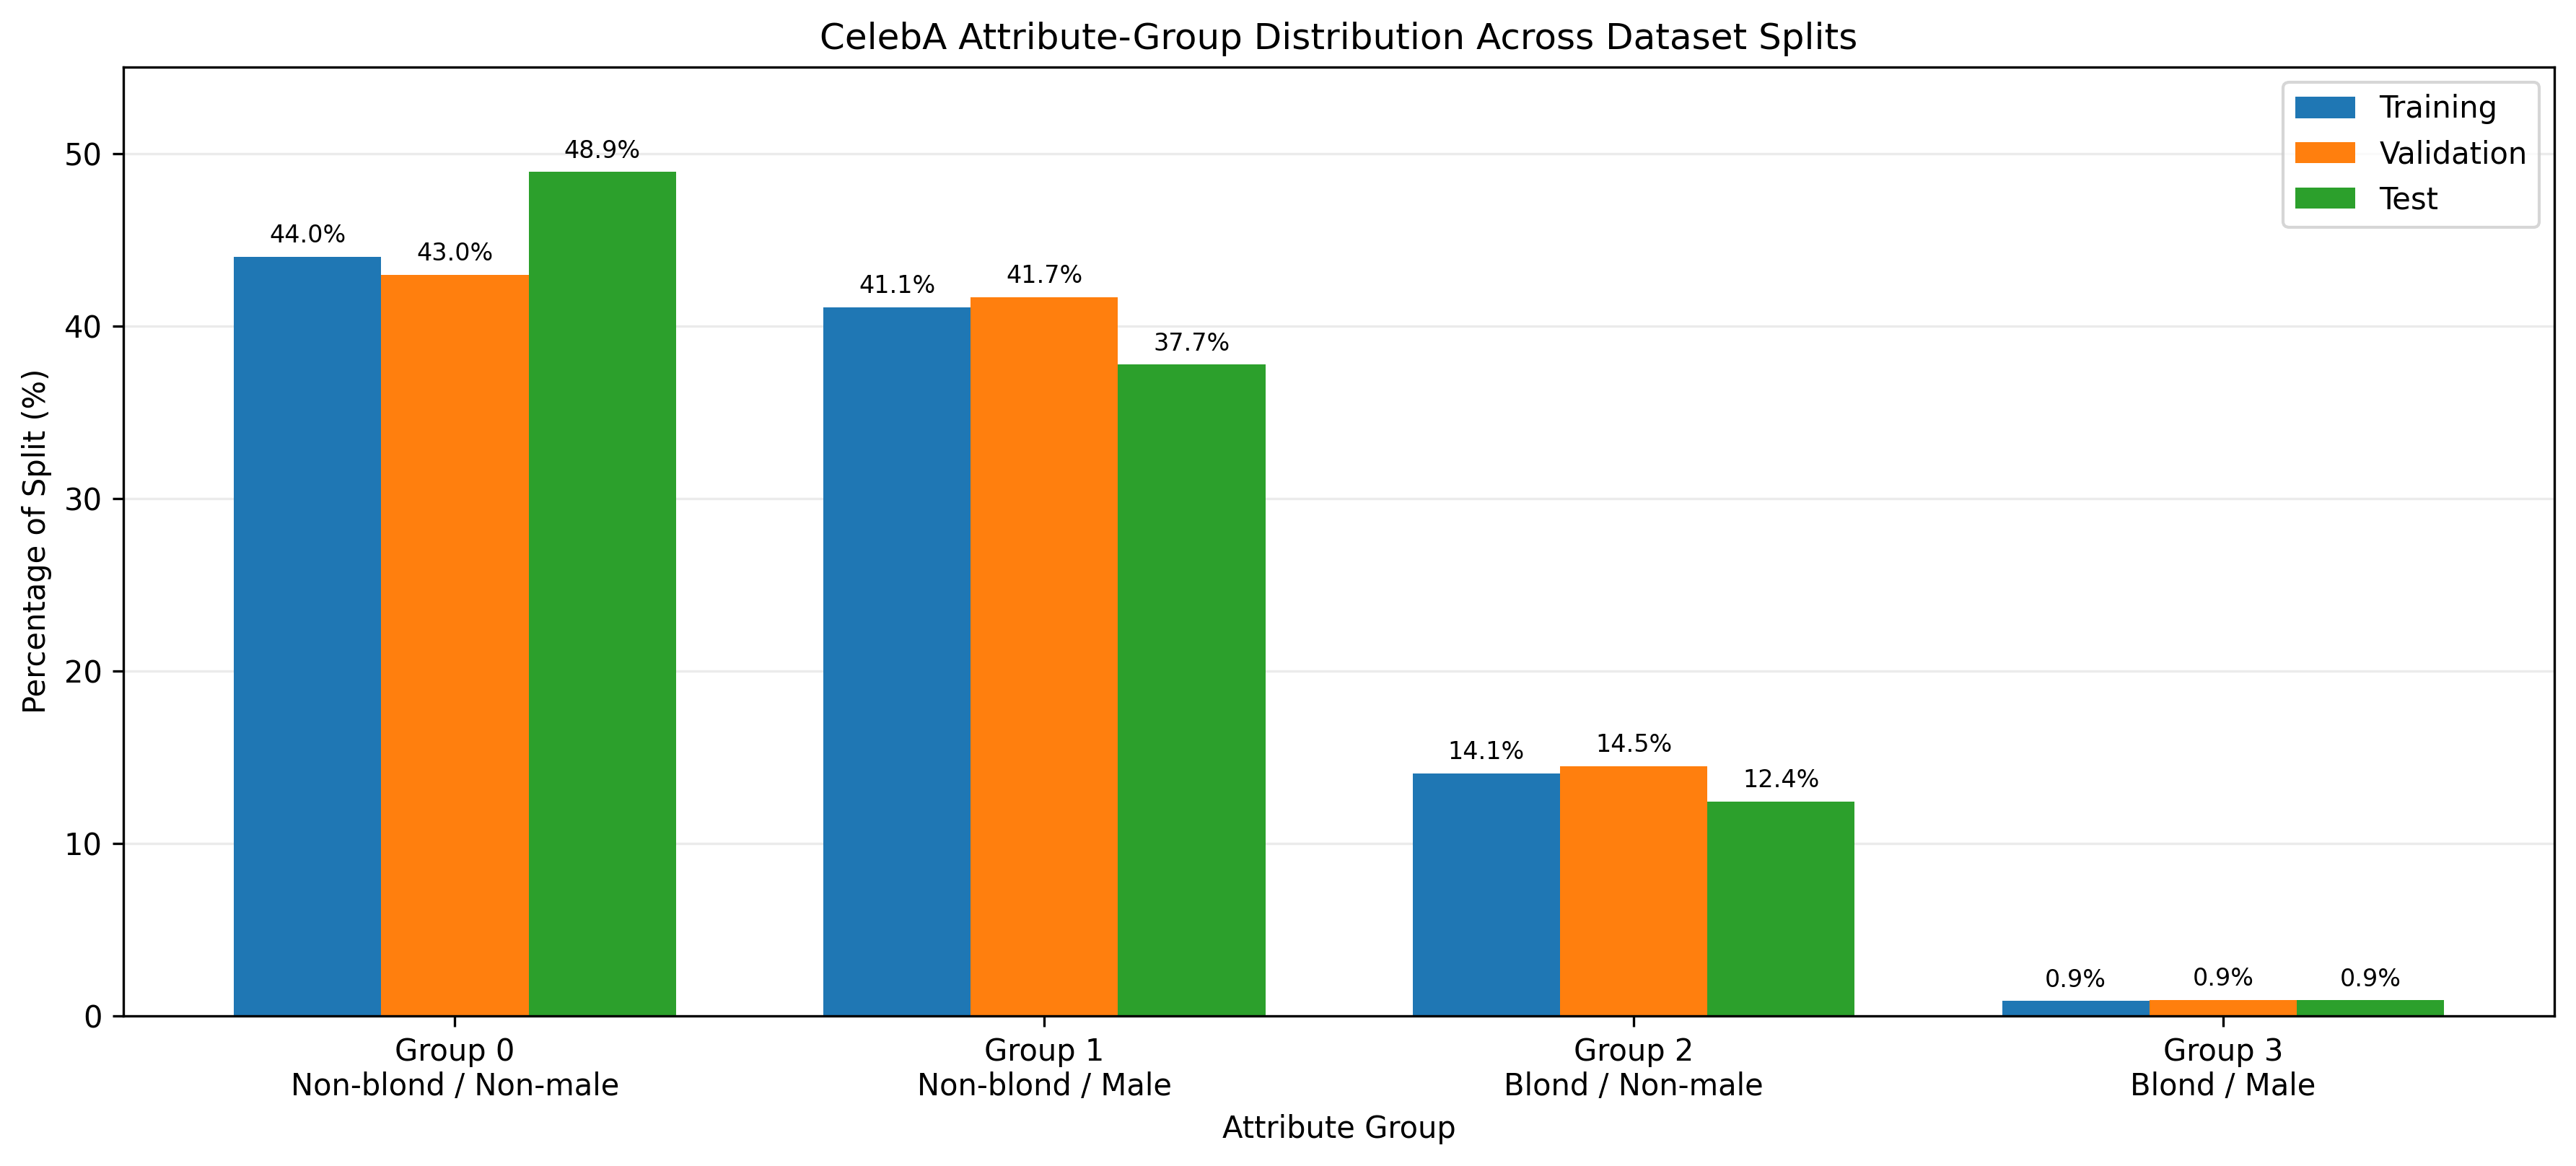 CelebA Attribute-Group Distribution Across Dataset Splits
Training
Validation
Test
Percentage of Split (%)
50
40
30
20
10
0
44.0%
43.0%
48.9%
41.1%
41.7%
37.7%
14.1%
14.5%
12.4%
0.9%
0.9%
0.9%
Group 0
Non-blond / Non-male
Group 1
Non-blond / Male
Group 2
Blond / Non-male
Group 3
Blond / Male
Attribute Group